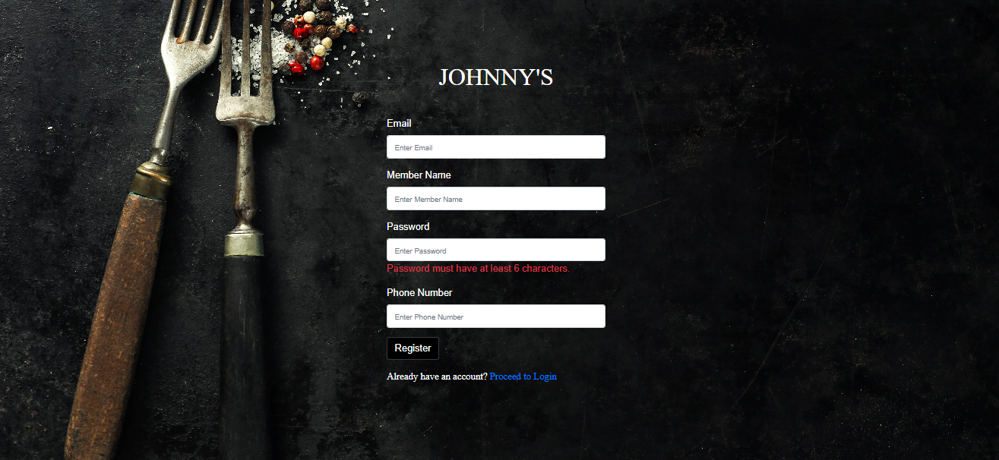 JOHNNY'S
Email
Enter Email
Member Name
Enter Member Name
Password
Enter Password
Password must have at least 6 characters.
Phone Number
Enter Phone Number
Register
Already have an account? Proceed to Login